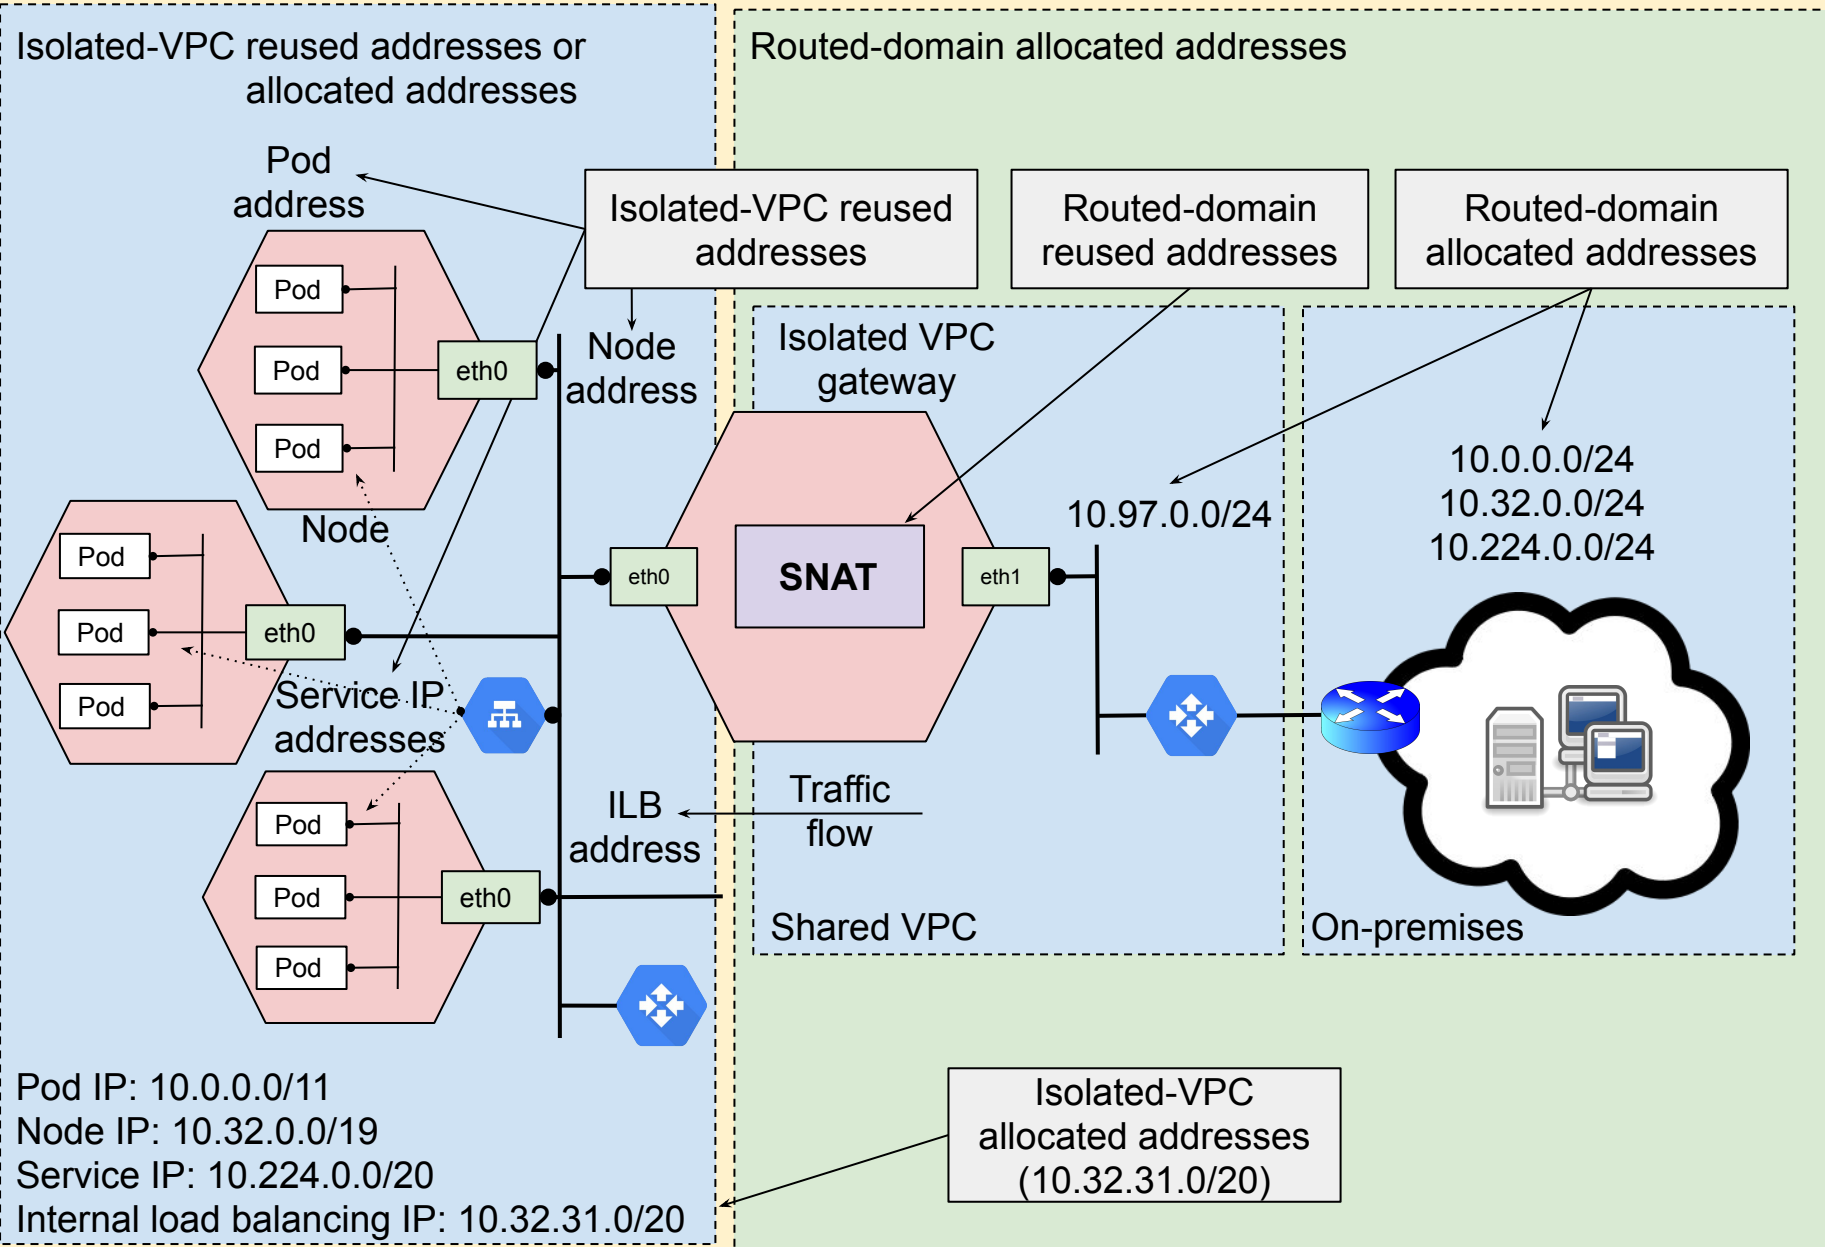 Isolated-VPC reused addresses or
allocated addresses
Routed-domain allocated addresses
Pod
address
Isolated-VPC reused
addresses
Routed-domain
reused addresses
Routed-domain
allocated addresses
Pod
Pod
Pod
eth0
Node
address
Node
Isolated VPC
gateway
Pod
Pod
Pod
eth0
Service IP
addresses
eth0
SNAT
eth1
10.97.0.0/24
10.0.0.0/24
10.32.0.0/24
10.224.0.0/24
Pod
Pod
Pod
eth0
ILB
address
Traffic
flow
Shared VPC
On-premises
Pod IP: 10.0.0.0/11
Node IP: 10.32.0.0/19
Service IP: 10.224.0.0/20
Internal load balancing IP: 10.32.31.0/20
Isolated-VPC
allocated addresses
(10.32.31.0/20)